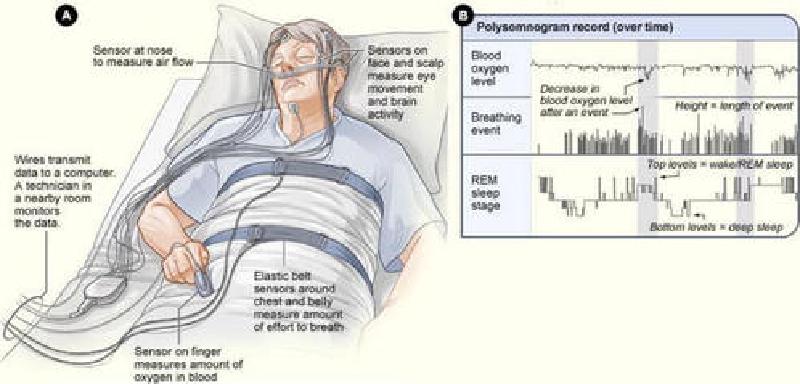 A
Sensor at nose
to measure air flow
Sensors on
face and scalp
measure eye
movement
and brain
activity
Wires transmit
data to a computer.
A technician in
a nearby room
monitors
the data.
Elastic belt
sensors around
chest and belly
measure amount
of effort to breath
Sensor on finger
measures amount of
oxygen in blood
B
Polysomnogram record (over time)
Blood
oxygen
level
Decrease in
blood oxygen level
after an event
Breathing
event
Height = length of event
REM
sleep
stage
Top levels = wake/REM sleep
Bottom levels = deep sleep